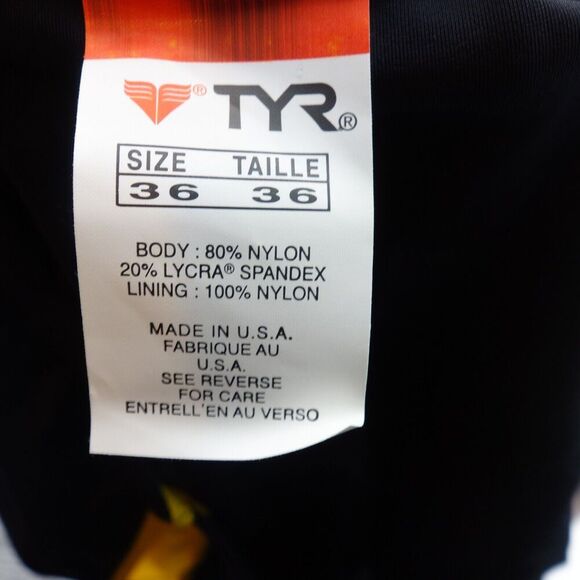 ® TYR®
SIZE TAILLE
36 36
BODY : 80% NYLON
20% LYCRA® SPANDEX
LINING : 100% NYLON
MADE IN U.S.A.
FABRIQUE AU
U.S.A.
SEE REVERSE
FOR CARE
ENTRELL'EN AU VERSO